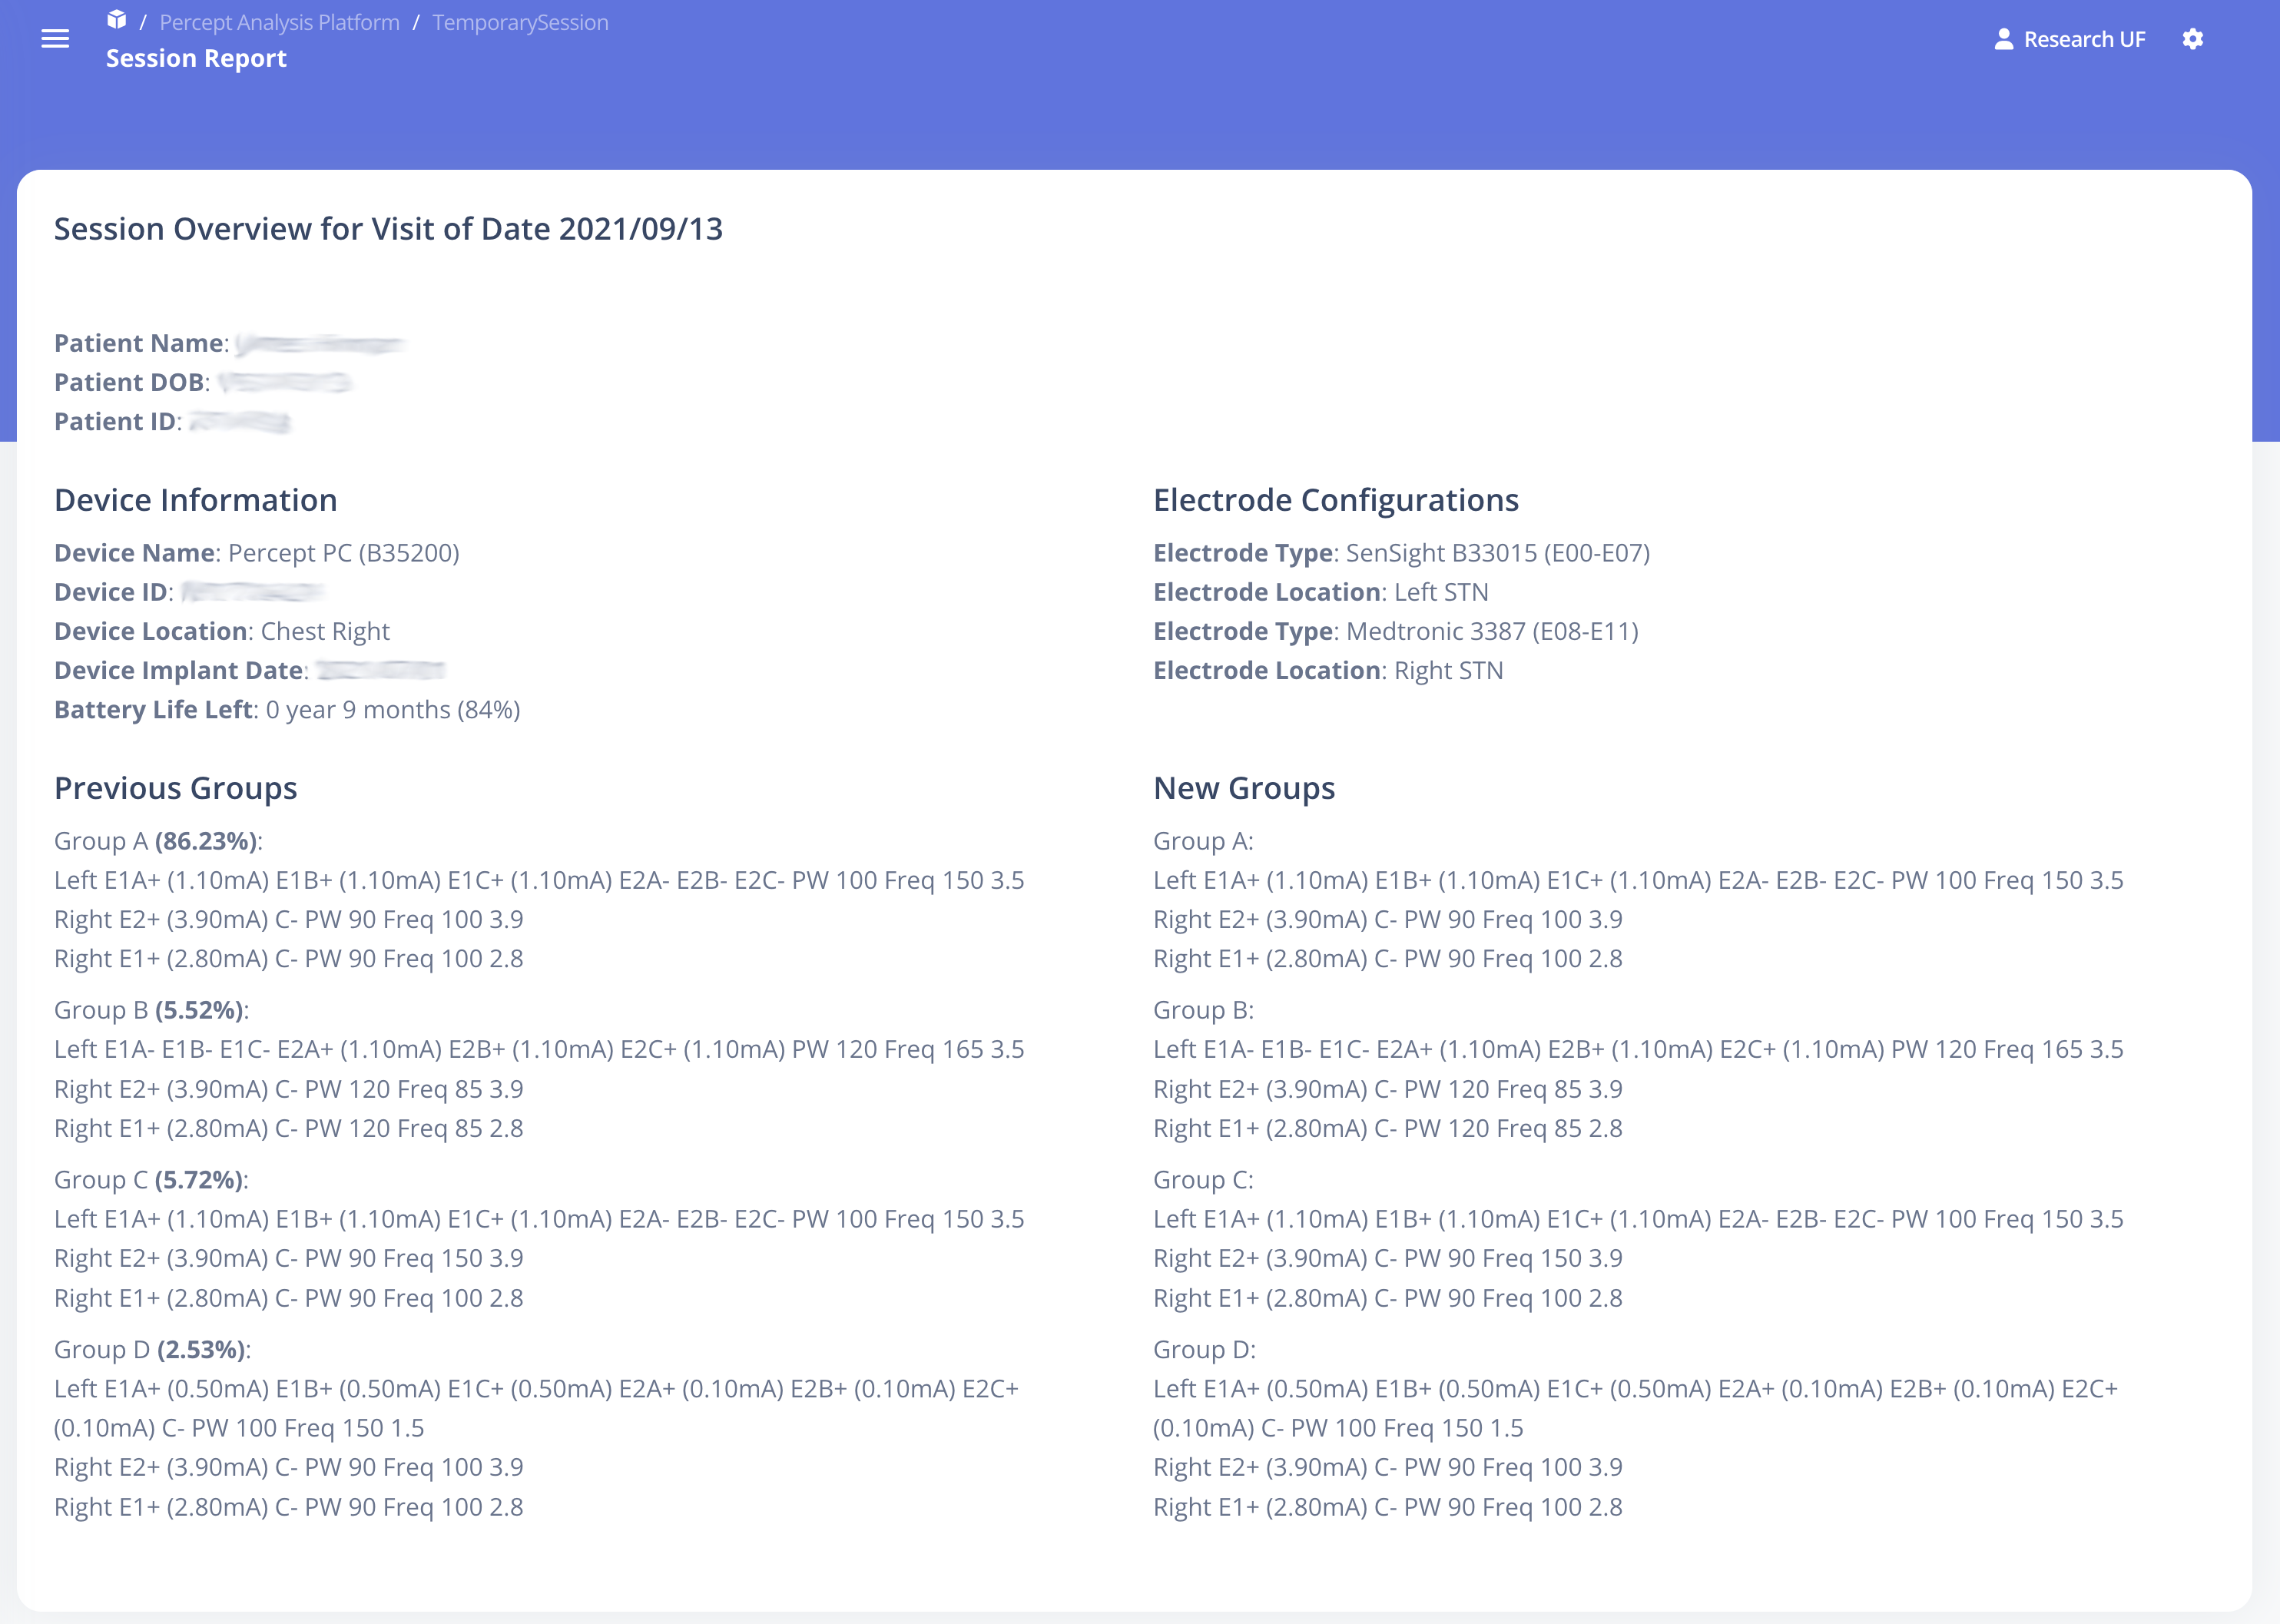 / Percept Analysis Platform / TemporarySession
Session Report
Research UF
Session Overview for Visit of Date 2021/09/13
Patient Name:
Patient DOB:
Patient ID:
Device Information
Device Name: Percept PC (B35200)
Device ID:
Device Location: Chest Right
Device Implant Date:
Battery Life Left: 0 year 9 months (84%)
Electrode Configurations
Electrode Type: SenSight B33015 (E00-E07)
Electrode Location: Left STN
Electrode Type: Medtronic 3387 (E08-E11)
Electrode Location: Right STN
Previous Groups
Group A (86.23%):
Left E1A+ (1.10mA) E1B+ (1.10mA) E1C+ (1.10mA) E2A- E2B- E2C- PW 100 Freq 150 3.5
Right E2+ (3.90mA) C- PW 90 Freq 100 3.9
Right E1+ (2.80mA) C- PW 90 Freq 100 2.8
Group B (5.52%):
Left E1A- E1B- E1C- E2A+ (1.10mA) E2B+ (1.10mA) E2C+ (1.10mA) PW 120 Freq 165 3.5
Right E2+ (3.90mA) C- PW 120 Freq 85 3.9
Right E1+ (2.80mA) C- PW 120 Freq 85 2.8
Group C (5.72%):
Left E1A+ (1.10mA) E1B+ (1.10mA) E1C+ (1.10mA) E2A- E2B- E2C- PW 100 Freq 150 3.5
Right E2+ (3.90mA) C- PW 90 Freq 150 3.9
Right E1+ (2.80mA) C- PW 90 Freq 100 2.8
Group D (2.53%):
Left E1A+ (0.50mA) E1B+ (0.50mA) E1C+ (0.50mA) E2A+ (0.10mA) E2B+ (0.10mA) E2C+
(0.10mA) C- PW 100 Freq 150 1.5
Right E2+ (3.90mA) C- PW 90 Freq 100 3.9
Right E1+ (2.80mA) C- PW 90 Freq 100 2.8
New Groups
Group A:
Left E1A+ (1.10mA) E1B+ (1.10mA) E1C+ (1.10mA) E2A- E2B- E2C- PW 100 Freq 150 3.5
Right E2+ (3.90mA) C- PW 90 Freq 100 3.9
Right E1+ (2.80mA) C- PW 90 Freq 100 2.8
Group B:
Left E1A- E1B- E1C- E2A+ (1.10mA) E2B+ (1.10mA) E2C+ (1.10mA) PW 120 Freq 165 3.5
Right E2+ (3.90mA) C- PW 120 Freq 85 3.9
Right E1+ (2.80mA) C- PW 120 Freq 85 2.8
Group C:
Left E1A+ (1.10mA) E1B+ (1.10mA) E1C+ (1.10mA) E2A- E2B- E2C- PW 100 Freq 150 3.5
Right E2+ (3.90mA) C- PW 90 Freq 150 3.9
Right E1+ (2.80mA) C- PW 90 Freq 100 2.8
Group D:
Left E1A+ (0.50mA) E1B+ (0.50mA) E1C+ (0.50mA) E2A+ (0.10mA) E2B+ (0.10mA) E2C+
(0.10mA) C- PW 100 Freq 150 1.5
Right E2+ (3.90mA) C- PW 90 Freq 100 3.9
Right E1+ (2.80mA) C- PW 90 Freq 100 2.8